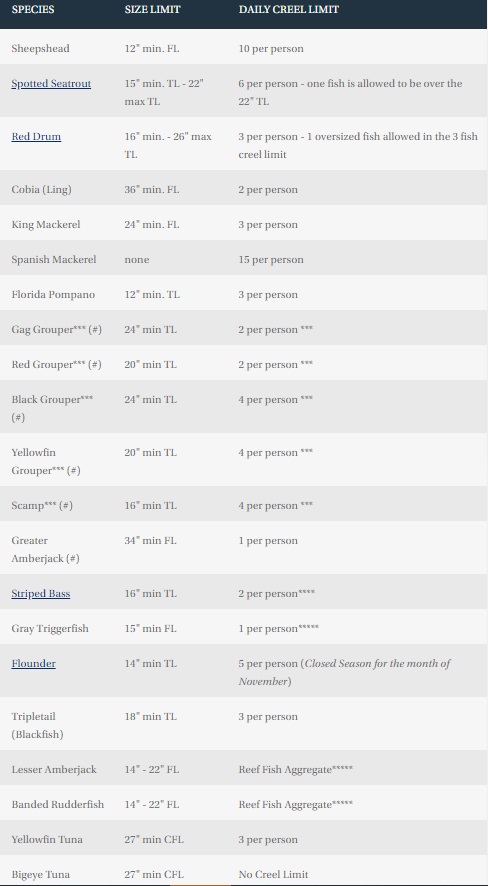 SPECIES SIZE LIMIT DAILY CREEL LIMIT
Sheepshead 12" min. FL 10 per person
Spotted Seatrout 15" min. TL - 22" 6 per person - one fish is allowed to be over the
max TL 22" TL
Red Drum 16" min. - 26" max 3 per person - 1 oversized fish allowed in the 3 fish
TL creel limit
Cobia (Ling) 36" min. FL 2 per person
King Mackerel 24" min. FL 3 per person
Spanish Mackerel none 15 per person
Florida Pompano 12" min. TL 3 per person
Gag Grouper*** (#) 24" min TL 2 per person ***
Red Grouper*** (#) 20" min TL 2 per person ***
Black Grouper*** 24" min TL 4 per person ***
(#)
Yellowfin 20" min TL 4 per person ***
Grouper*** (#)
Scamp*** (#) 16" min TL 4 per person ***
Greater 34" min FL 1 per person
Amberjack (#)
Striped Bass 16" min TL 2 per person****
Gray Triggerfish 15" min FL 1 per person*****
Flounder 14" min TL 5 per person (Closed Season for the month of
November)
Tripletail 18" min TL 3 per person
(Blackfish)
Lesser Amberjack 14" - 22" FL Reef Fish Aggregate*****
Banded Rudderfish 14" - 22" FL Reef Fish Aggregate*****
Yellowfin Tuna 27" min CFL 3 per person
Bigeye Tuna 27" min CFL No Creel Limit